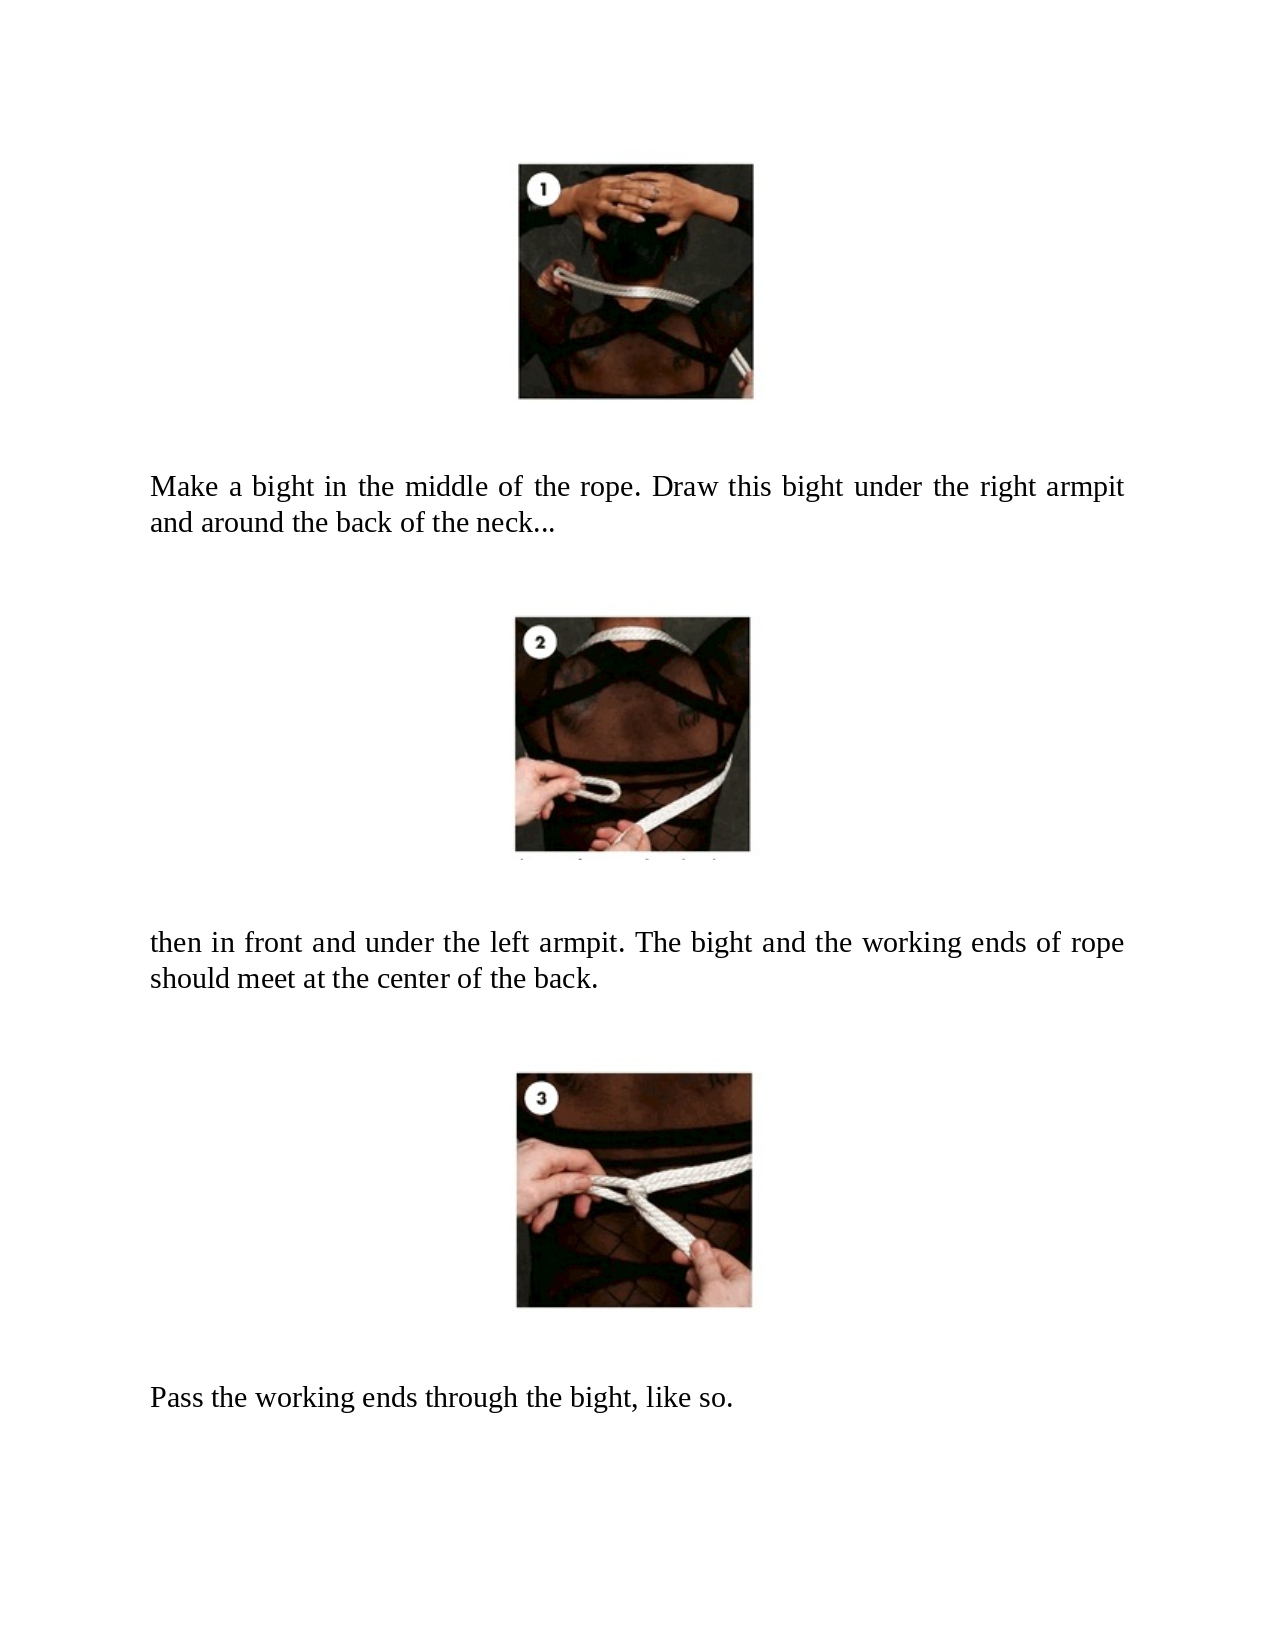 1
Make a bight in the middle of the rope. Draw this bight under the right armpit
and around the back of the neck...
2
then in front and under the left armpit. The bight and the working ends of rope
should meet at the center of the back.
3
Pass the working ends through the bight, like so.